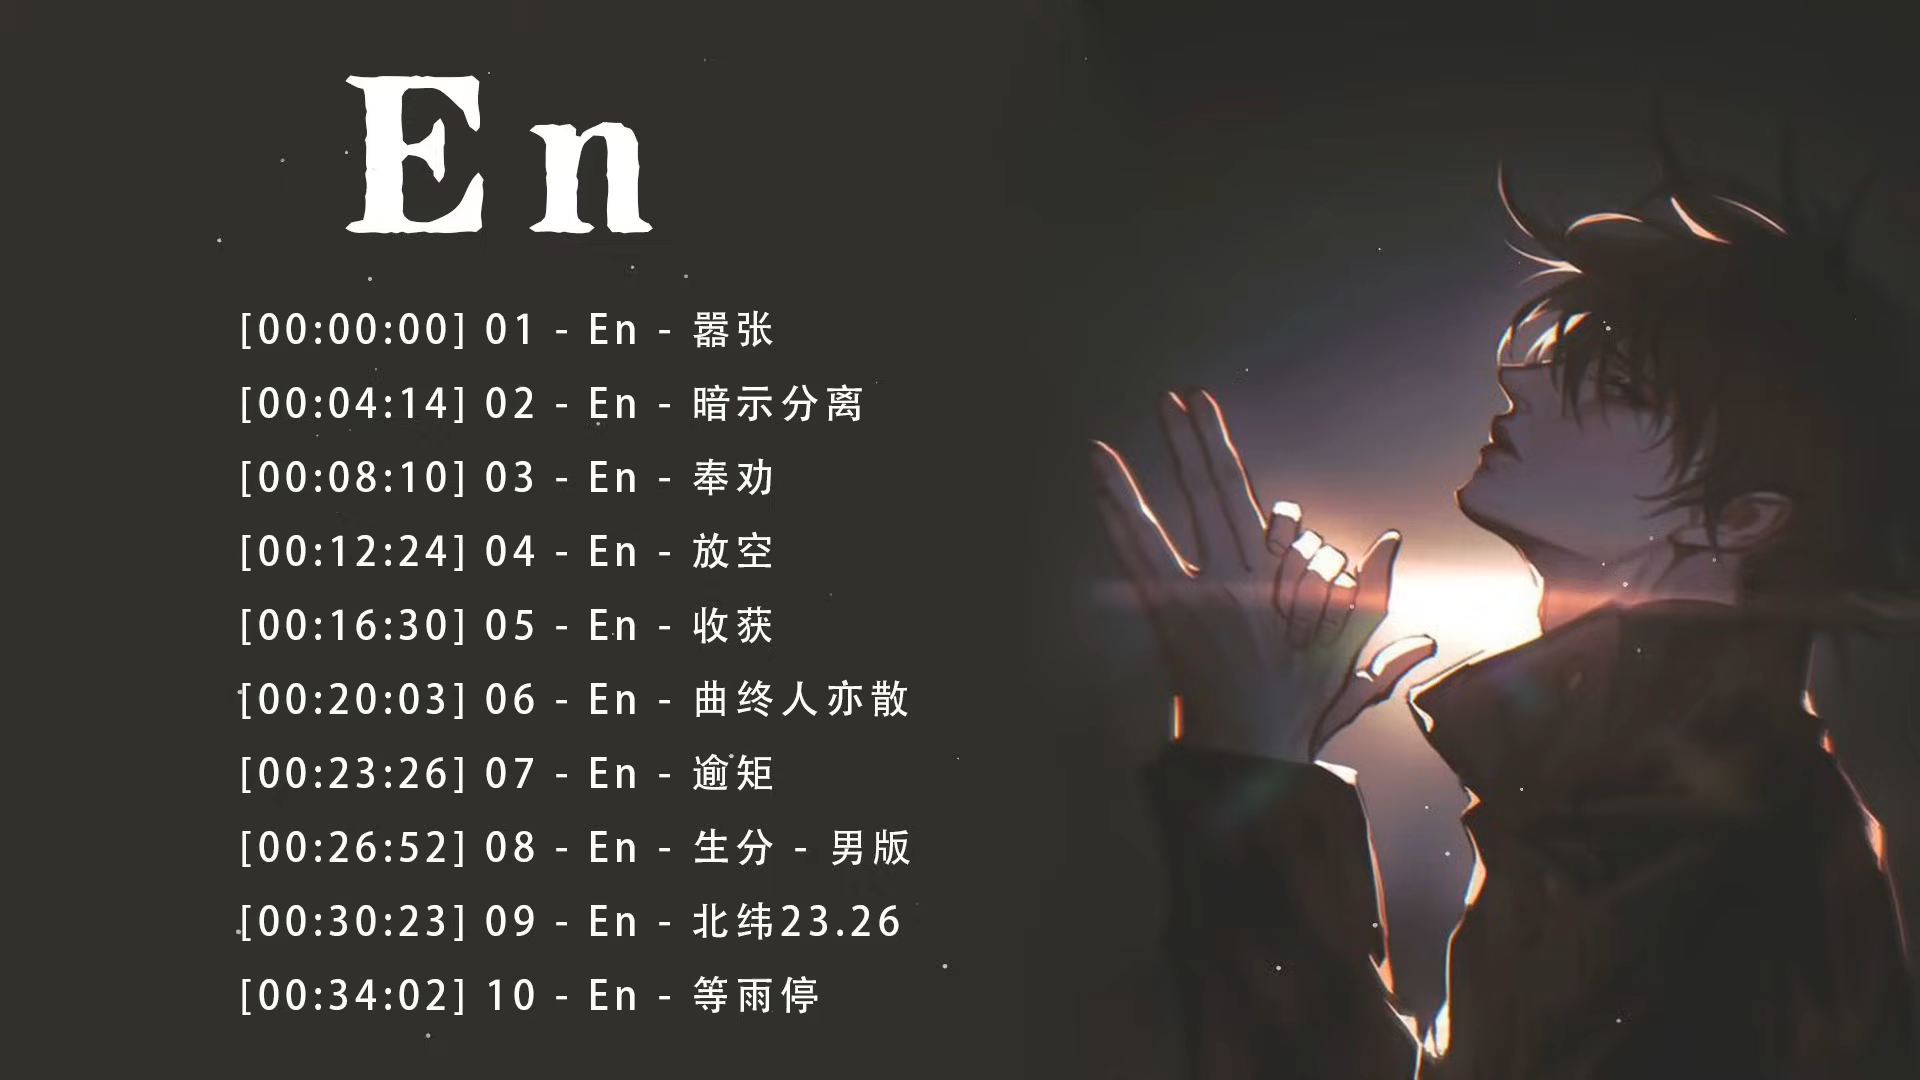 En
[00:00:00] 01 - En - 嚣张
[00:04:14] 02 - En - 暗示分离
[00:08:10] 03 - En - 奉劝
[00:12:24] 04 - En - 放空
[00:16:30] 05 - En - 收获
[00:20:03] 06 - En - 曲终人亦散
[00:23:26] 07 - En - 逾矩
[00:26:52] 08 - En - 生分 - 男版
[00:30:23] 09 - En - 北纬23.26
[00:34:02] 10 - En - 等雨停